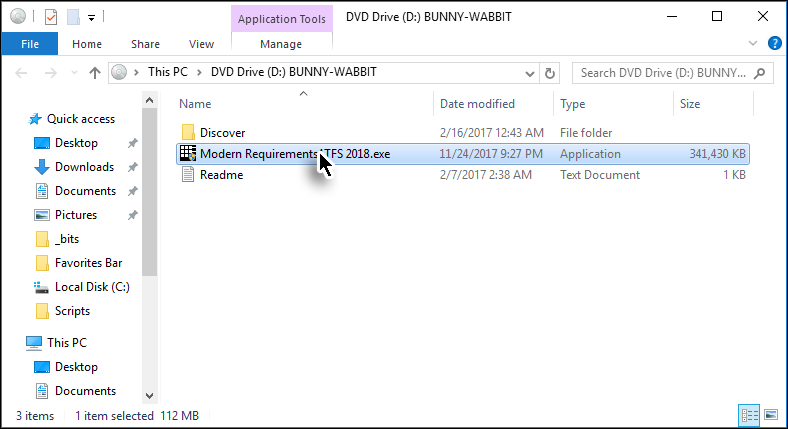 Application Tools
DVD Drive (D:) BUNNY-WABBIT
File
Home
Share
View
Manage
This PC
DVD Drive (D:) BUNNY-WABBIT
Search DVD Drive (D:) BUNNY...
Name
Date modified
Type
Size
Discover
2/16/2017 12:43 AM
File folder
Modern Requirements TFS 2018.exe
11/24/2017 9:27 PM
Application
341,430 KB
Readme
2/7/2017 2:38 AM
Text Document
1 KB
Quick access
Desktop
Downloads
Documents
Pictures
_bits
Favorites Bar
Local Disk (C:)
Scripts
This PC
Desktop
Documents
3 items
1 item selected 112 MB